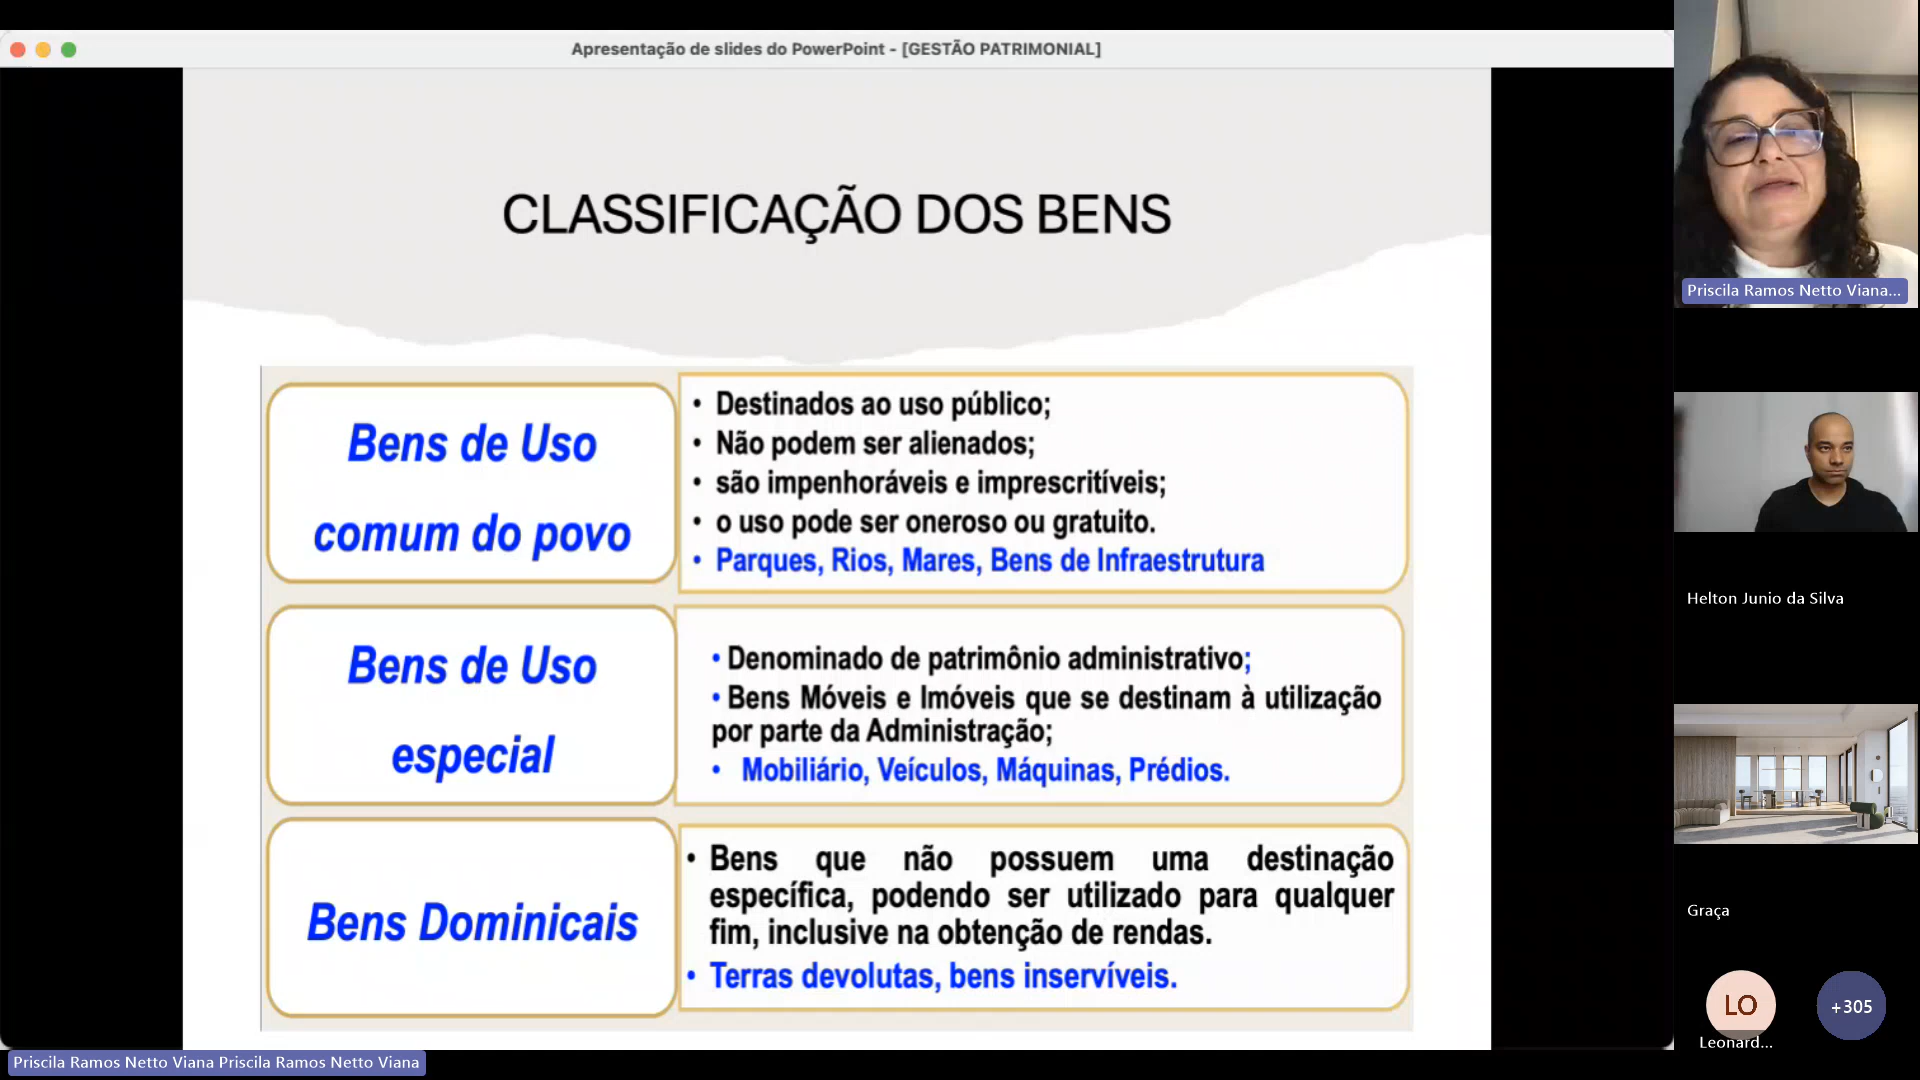 Apresentação de slides do PowerPoint - [GESTÃO PATRIMONIAL]
CLASSIFICAÇÃO DOS BENS
Bens de Uso
comum do povo
• Destinados ao uso público;
• Não podem ser alienados;
• são impenhoráveis e imprescritíveis;
• o uso pode ser oneroso ou gratuito.
• Parques, Rios, Mares, Bens de Infraestrutura
Bens de Uso
especial
• Denominado de patrimônio administrativo;
• Bens Móveis e Imóveis que se destinam à utilização
por parte da Administração;
• Mobiliário, Veículos, Máquinas, Prédios.
Bens Dominicais
• Bens que não possuem uma destinação
específica, podendo ser utilizado para qualquer
fim, inclusive na obtenção de rendas.
• Terras devolutas, bens inservíveis.
Priscila Ramos Netto Viana...
Helton Junio da Silva
Graça
LO
+305
Leonard...
Priscila Ramos Netto Viana Priscila Ramos Netto Viana